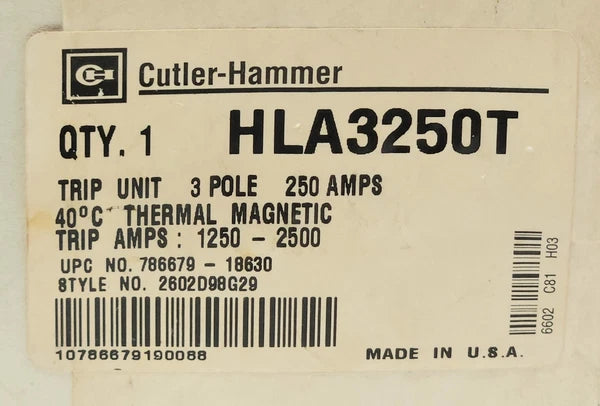 Cutler-Hammer
QTY. 1 HLA3250T
TRIP UNIT 3 POLE 250 AMPS
40°C THERMAL MAGNETIC
TRIP AMPS: 1250 - 2500
UPC NO. 786679 - 18630
STYLE NO. 2602D98G29
10786679190088
MADE IN U.S.A.
6602 C81 H03